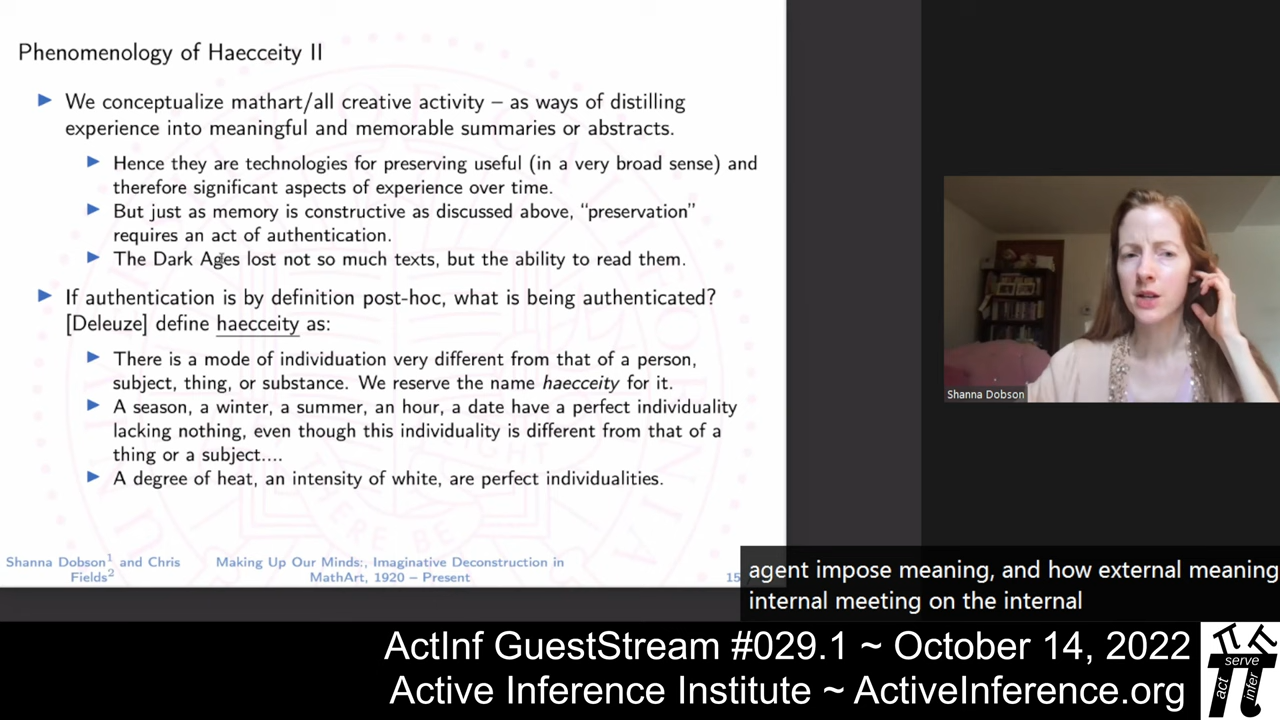 Phenomenology of Haecceity II
We conceptualize mathart/all creative activity – as ways of distilling
experience into meaningful and memorable summaries or abstracts.
Hence they are technologies for preserving useful (in a very broad sense) and
therefore significant aspects of experience over time.
But just as memory is constructive as discussed above, “preservation”
requires an act of authentication.
The Dark Ages lost not so much texts, but the ability to read them.
If authentication is by definition post-hoc, what is being authenticated?
[Deleuze] define haecceity as:
There is a mode of individuation very different from that of a person,
subject, thing, or substance. We reserve the name haecceity for it.
A season, a winter, a summer, an hour, a date have a perfect individuality
lacking nothing, even though this individuality is different from that of a
thing or a subject....
A degree of heat, an intensity of white, are perfect individualities.
Shanna Dobson1 and Chris
Fields2
Making Up Our Minds:, Imaginative Deconstruction in
MathArt, 1920 – Present
15
Shanna Dobson
agent impose meaning, and how external meaning
internal meeting on the internal
ActInf GuestStream #029.1 ~ October 14, 2022
Active Inference Institute ~ ActiveInference.org
serve
act
infer